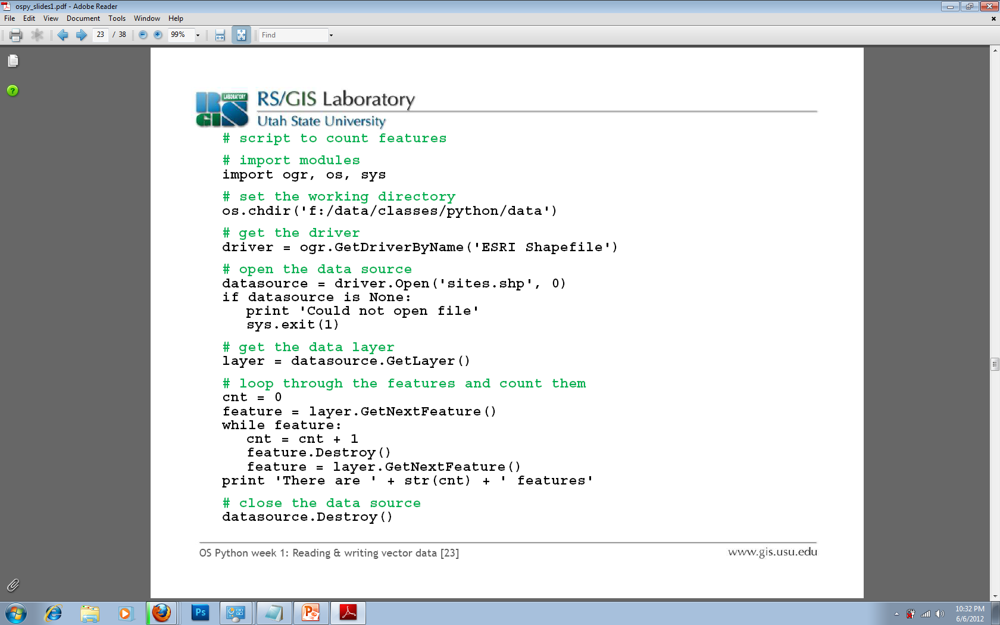 ospy_slides1.pdf - Adobe Reader
File Edit View Document Tools Window Help
23 / 38 99% Find
LABORATORY
RS
GIS
RS/GIS Laboratory
Utah State University
# script to count features
# import modules
import ogr, os, sys
# set the working directory
os.chdir('f:/data/classes/python/data')
# get the driver
driver = ogr.GetDriverByName('ESRI Shapefile')
# open the data source
datasource = driver.Open('sites.shp', 0)
if datasource is None:
print 'Could not open file'
sys.exit(1)
# get the data layer
layer = datasource.GetLayer()
# loop through the features and count them
cnt = 0
feature = layer.GetNextFeature()
while feature:
cnt = cnt + 1
feature.Destroy()
feature = layer.GetNextFeature()
print 'There are ' + str(cnt) + ' features'
# close the data source
datasource.Destroy()
OS Python week 1: Reading & writing vector data [23]
www.gis.usu.edu
Ps
10:32 PM
6/6/2012